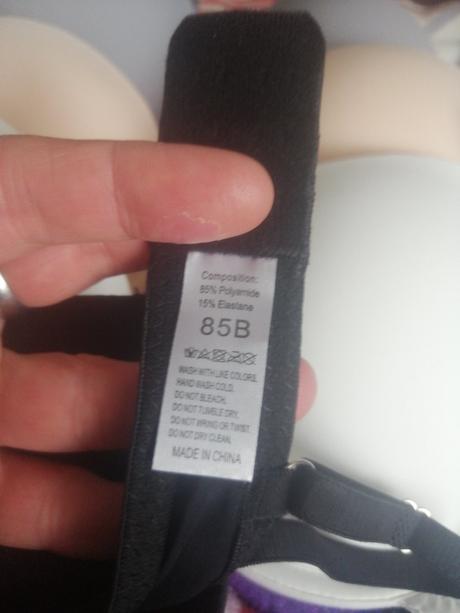 Composition:
85% Polyamide
15% Elastane
85B
WASH WITH LIKE COLORS.
HAND WASH COLD.
DO NOT BLEACH.
DO NOT TUMBLE DRY.
DO NOT WRING OR TWIST.
DO NOT DRY CLEAN.
MADE IN CHINA